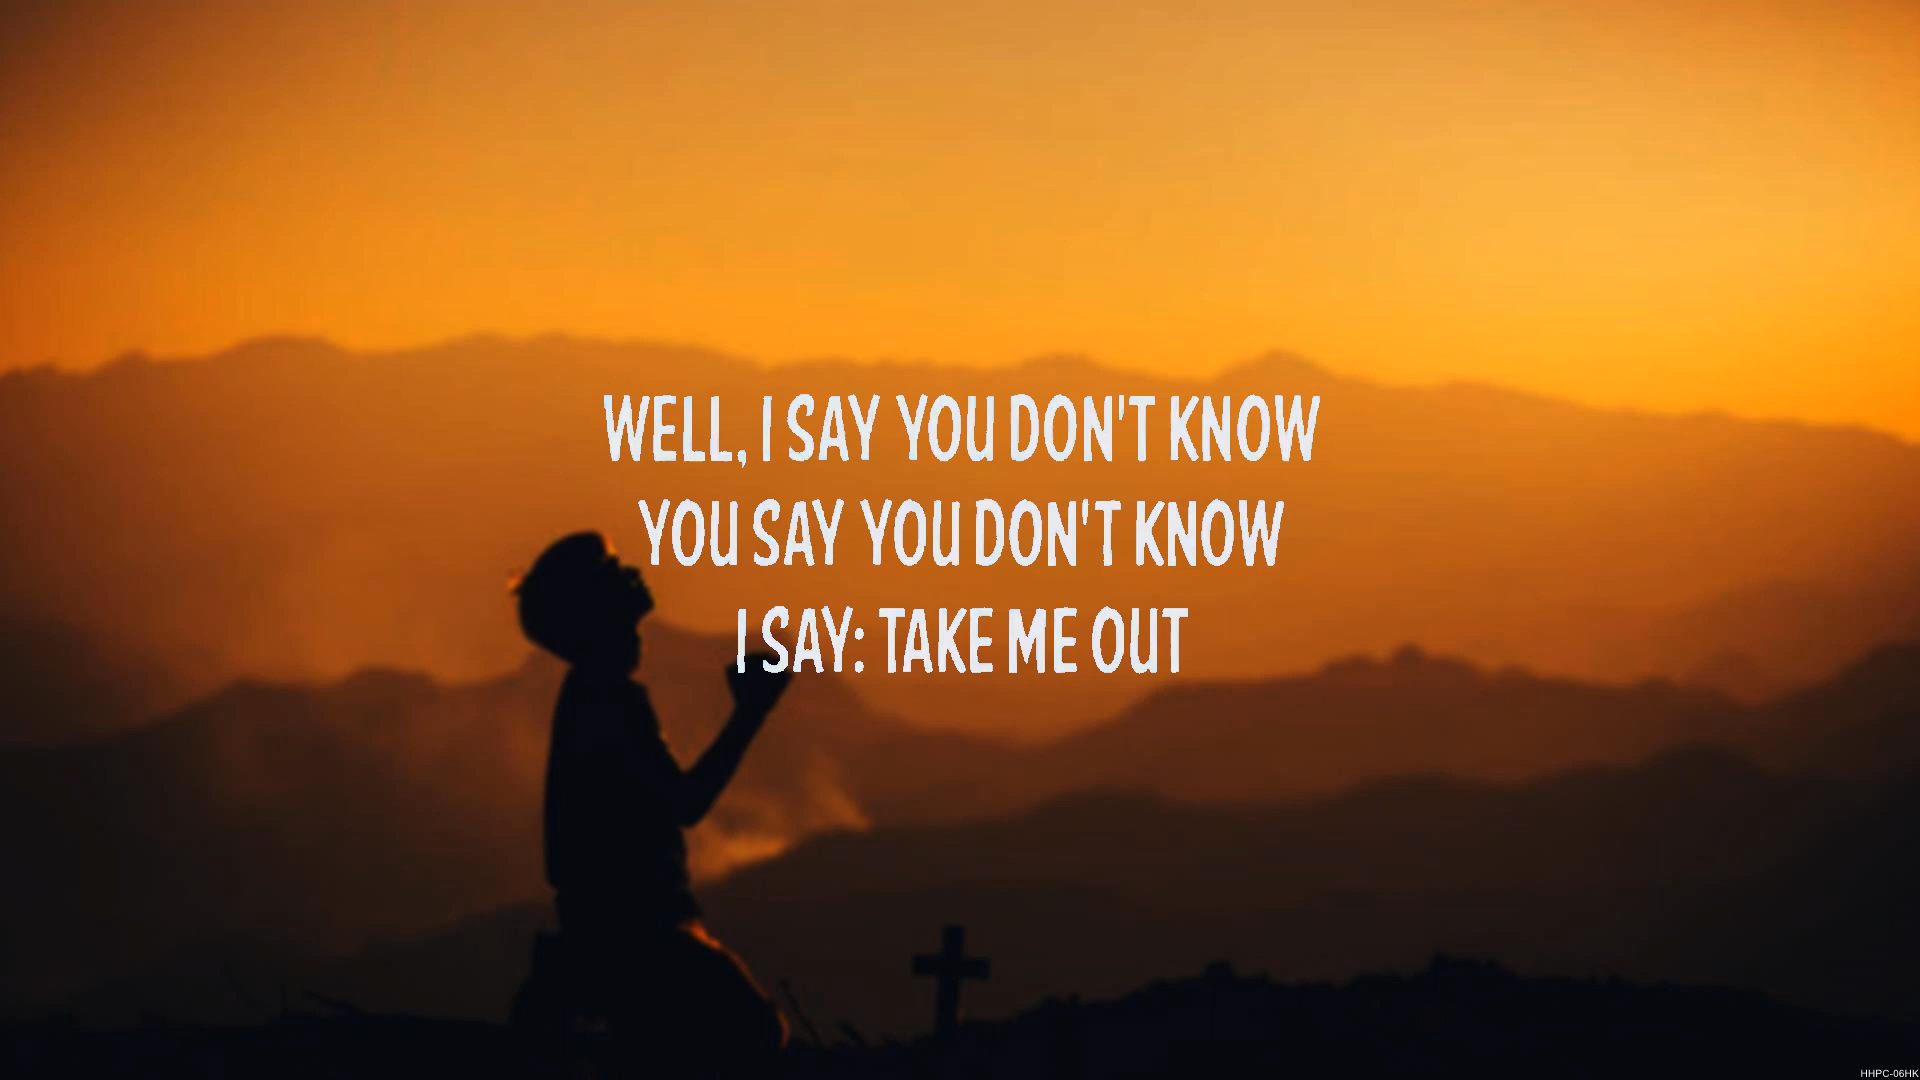 WELL, I SAY YOU DON'T KNOW
YOU SAY YOU DON'T KNOW
I SAY: TAKE ME OUT
HHPC-06HK